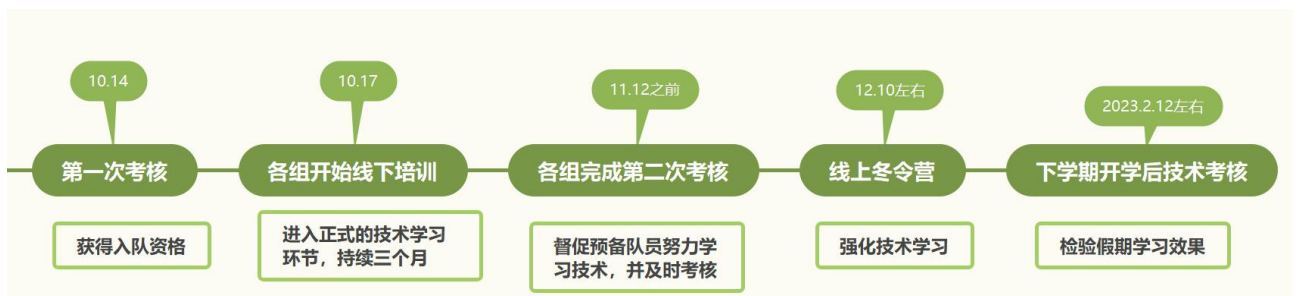 10.14
10.17
11.12之前
12.10左右
2023.2.12左右
第一次考核
各组开始线下培训
各组完成第二次考核
线上冬令营
下学期开学后技术考核
获得入队资格
进入正式的技术学习
环节，持续三个月
督促预备队员努力学
习技术，并及时考核
强化技术学习
检验假期学习效果